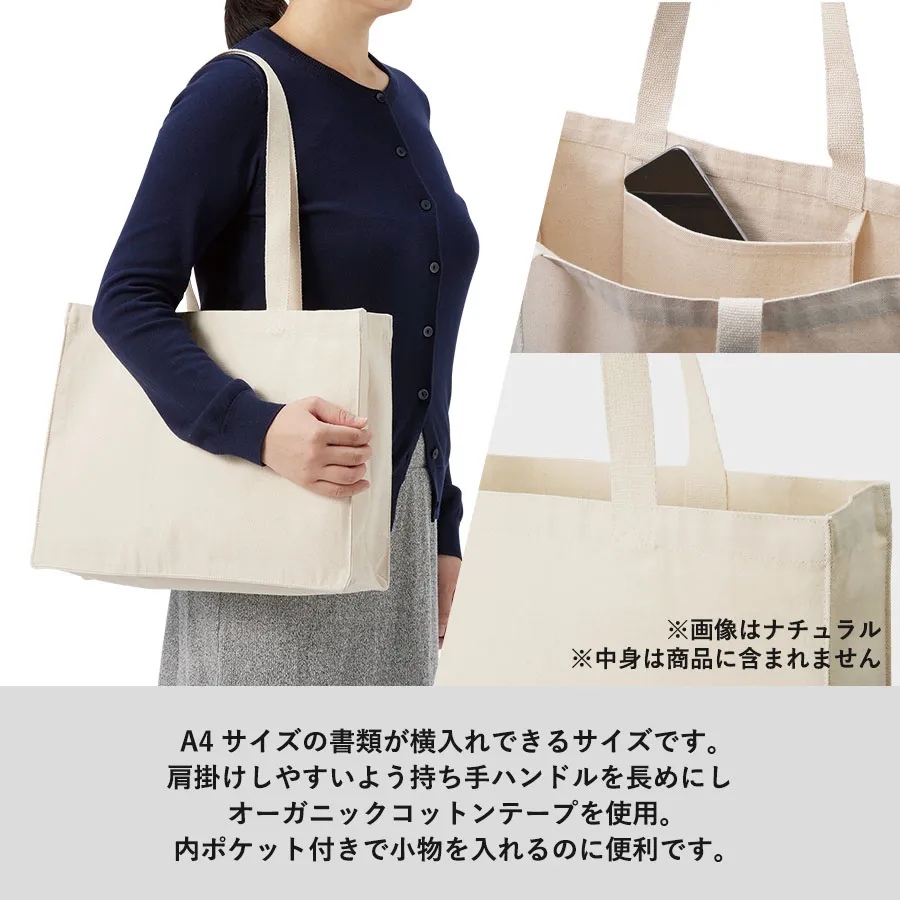 ※画像はナチュラル
※中身は商品に含まれません
A4 サイズの書類が横入れできるサイズです。
肩掛けしやすいよう持ち手ハンドルを長めにし
オーガニックコットンテープを使用。
内ポケット付きで小物を入れるのに便利です。